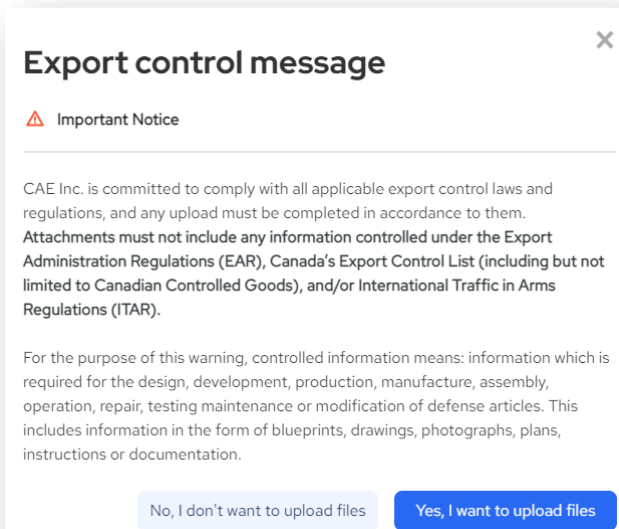 Export control message
Important Notice
CAE Inc. is committed to comply with all applicable export control laws and
regulations, and any upload must be completed in accordance to them.
Attachments must not include any information controlled under the Export
Administration Regulations (EAR), Canada's Export Control List (including but not
limited to Canadian Controlled Goods), and/or International Traffic in Arms
Regulations (ITAR).
For the purpose of this warning, controlled information means: information which is
required for the design, development, production, manufacture, assembly,
operation, repair, testing maintenance or modification of defense articles. This
includes information in the form of blueprints, drawings, photographs, plans,
instructions or documentation.
No, I don't want to upload files
Yes, I want to upload files